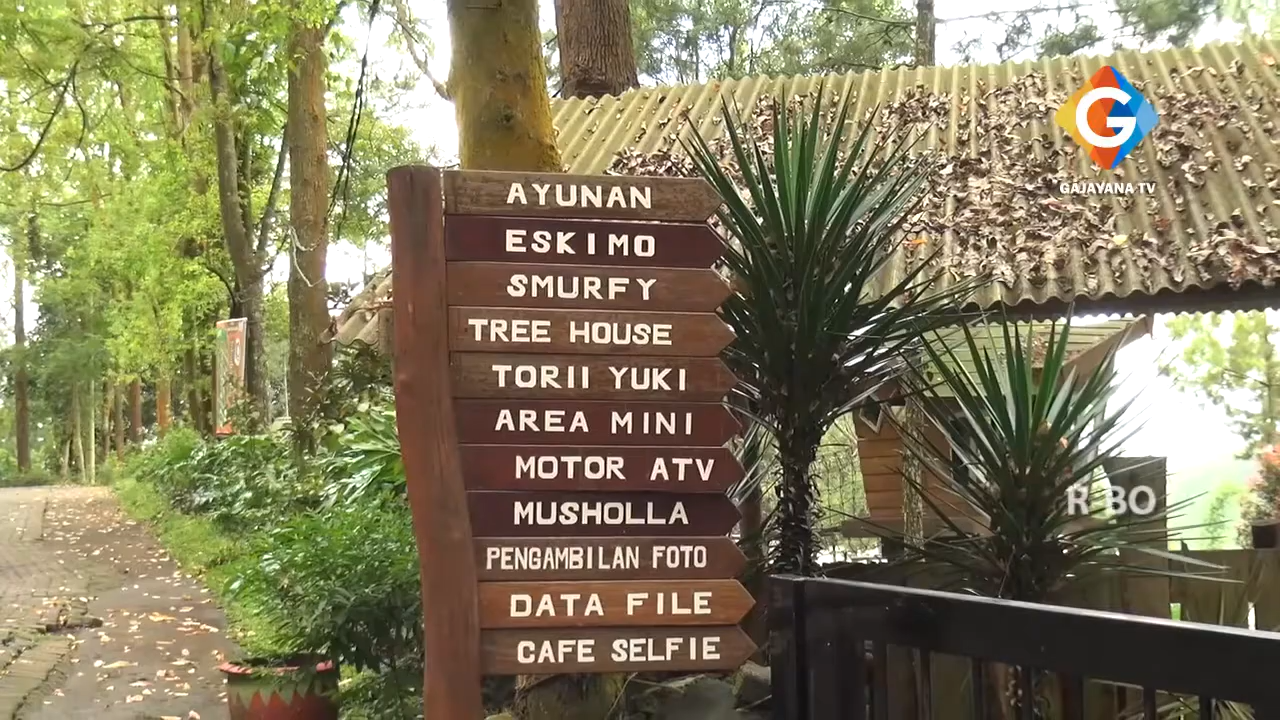 AYUNAN
ESKIMO
SMURFY
TREE HOUSE
TORII YUKI
AREA MINI
MOTOR ATV
MUSHOLLA
PENGAMBILAN FOTO
DATA FILE
CAFE SELFIE
G
GAJAYANA TV